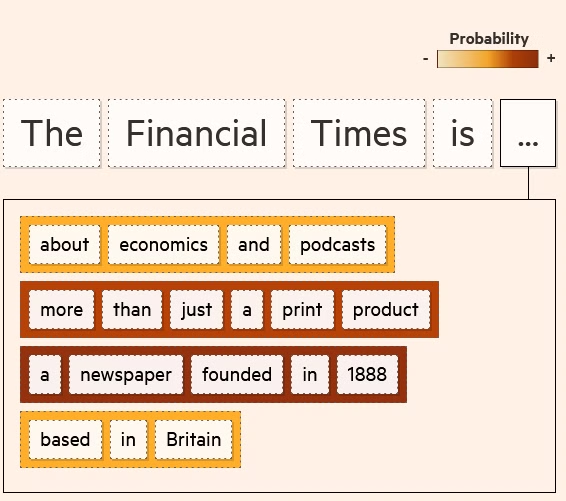 Probability
- +
The Financial Times is ...
about economics and podcasts
more than just a print product
a newspaper founded in 1888
based in Britain